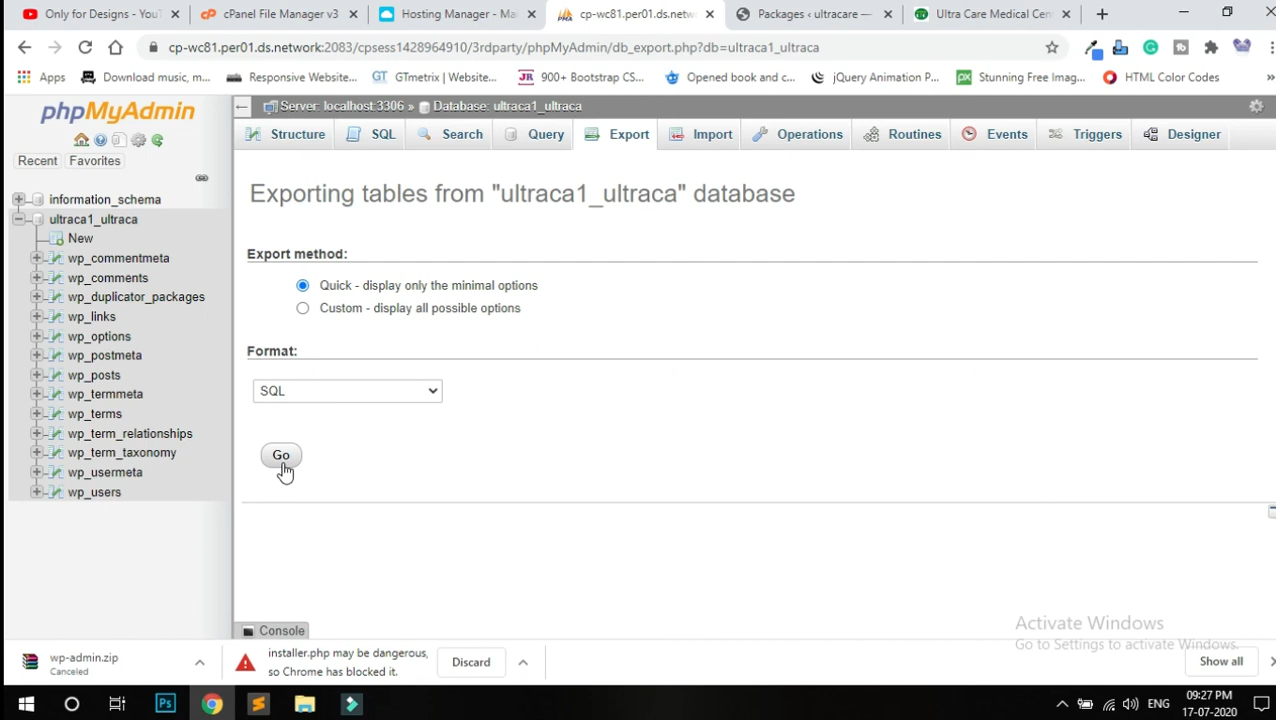 Only for Designs - YouT
cPanel File Manager v3
Hosting Manager - Ma
cp-wc81.per01.ds.netw
Packages ‹ ultracare —
Ultra Care Medical Cen
cp-wc81.per01.ds.network:2083/cpsess1428964910/3rdparty/phpMyAdmin/db_export.php?db=ultraca1_ultraca
Apps
Download music, m...
Responsive Website...
GT GTmetrix | Website...
JR 900+ Bootstrap CS...
Opened book and c...
jQuery Animation P...
PX Stunning Free Imag...
HTML Color Codes
»
phpMyAdmin
Recent
Favorites
information_schema
ultraca1_ultraca
New
wp_commentmeta
wp_comments
wp_duplicator_packages
wp_links
wp_options
wp_postmeta
wp_posts
wp_termmeta
wp_terms
wp_term_relationships
wp_term_taxonomy
wp_usermeta
wp_users
Server: localhost:3306 » Database: ultraca1_ultraca
Structure
SQL
Search
Query
Export
Import
Operations
Routines
Events
Triggers
Designer
Exporting tables from "ultraca1_ultraca" database
Export method:
Quick - display only the minimal options
Custom - display all possible options
Format:
SQL
Go
Console
Activate Windows
Go to Settings to activate Windows.
wp-admin.zip
Canceled
installer.php may be dangerous,
so Chrome has blocked it.
Discard
Show all
Ps
ENG
09:27 PM
17-07-2020